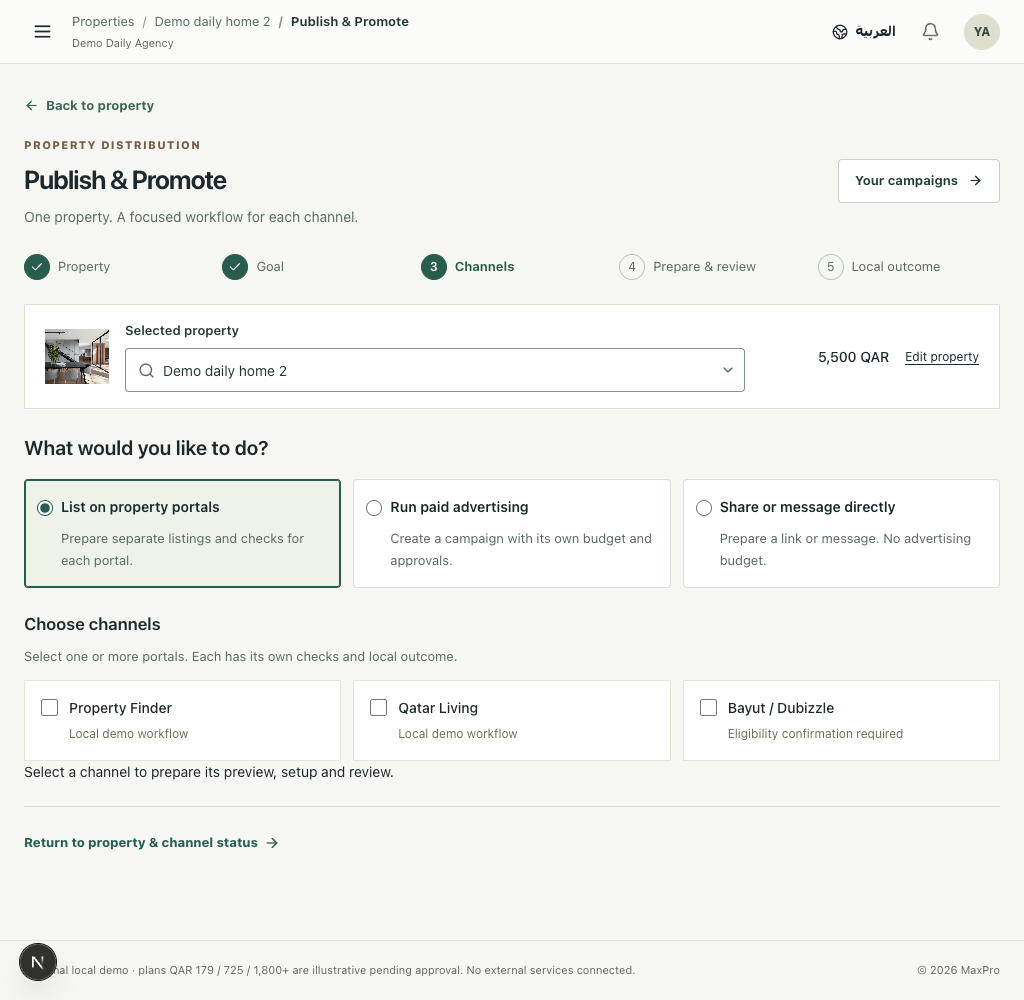 Properties / Demo daily home 2 / Publish & Promote
Demo Daily Agency
العربية
YA
Back to property
PROPERTY DISTRIBUTION
Publish & Promote
Your campaigns
One property. A focused workflow for each channel.
Property
Goal
3 Channels
4 Prepare & review
5 Local outcome
Selected property
Demo daily home 2
5,500 QAR
Edit property
What would you like to do?
List on property portals
Prepare separate listings and checks for
each portal.
Run paid advertising
Create a campaign with its own budget and
approvals.
Share or message directly
Prepare a link or message. No advertising
budget.
Choose channels
Select one or more portals. Each has its own checks and local outcome.
Property Finder
Local demo workflow
Qatar Living
Local demo workflow
Bayut / Dubizzle
Eligibility confirmation required
Select a channel to prepare its preview, setup and review.
Return to property & channel status
N
local demo · plans QAR 179 / 725 / 1,800+ are illustrative pending approval. No external services connected.
© 2026 MaxPro